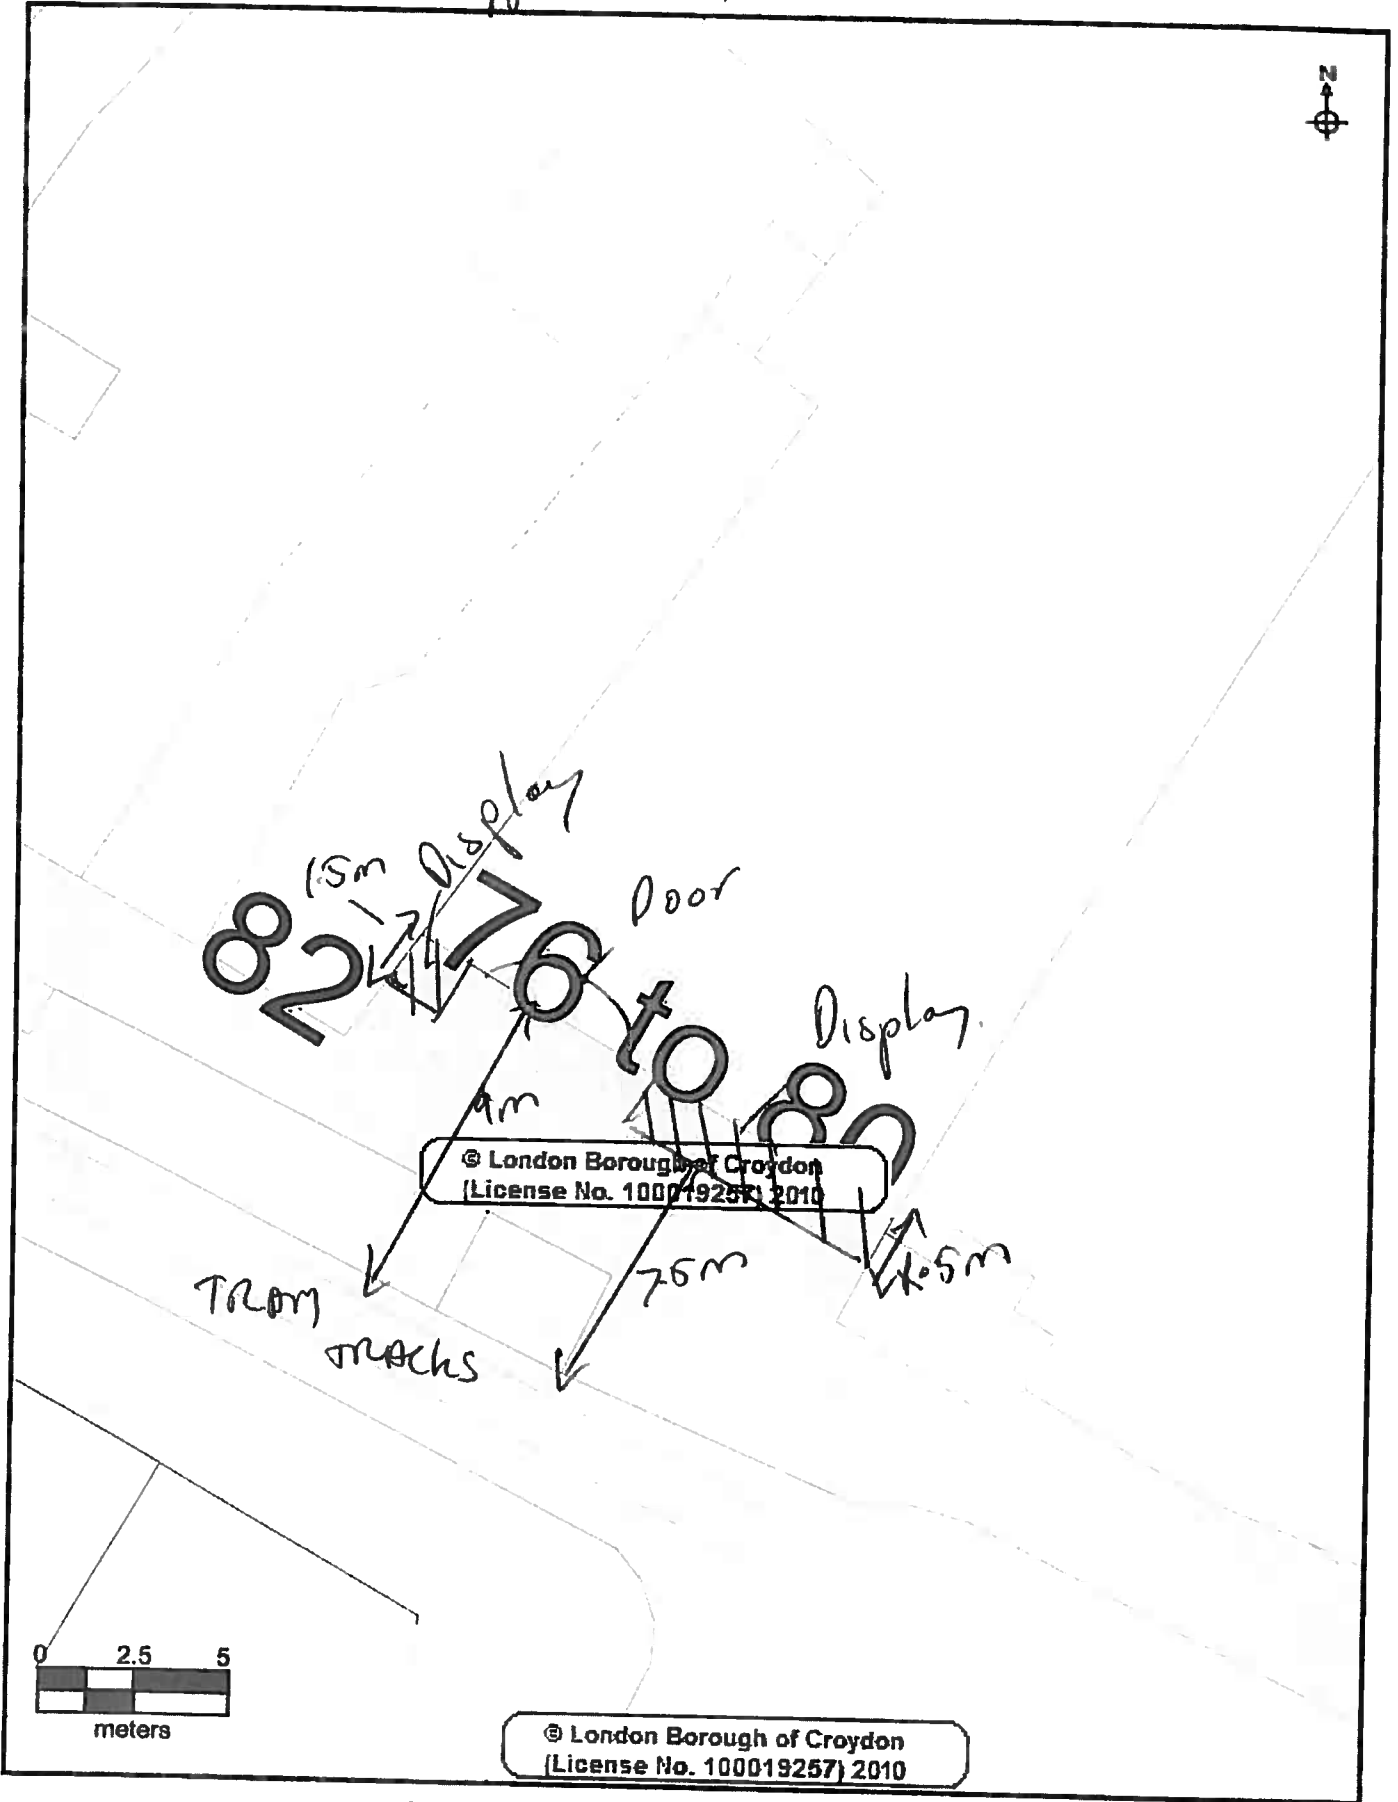 N
Display
1.5m
Door
82
76 to 80
Display.
9m
© London Borough of Croydon
(License No. 100019257) 2010
7.5m
1.5m
TRAM
TRACKS
0 2.5 5
meters
© London Borough of Croydon
(License No. 100019257) 2010